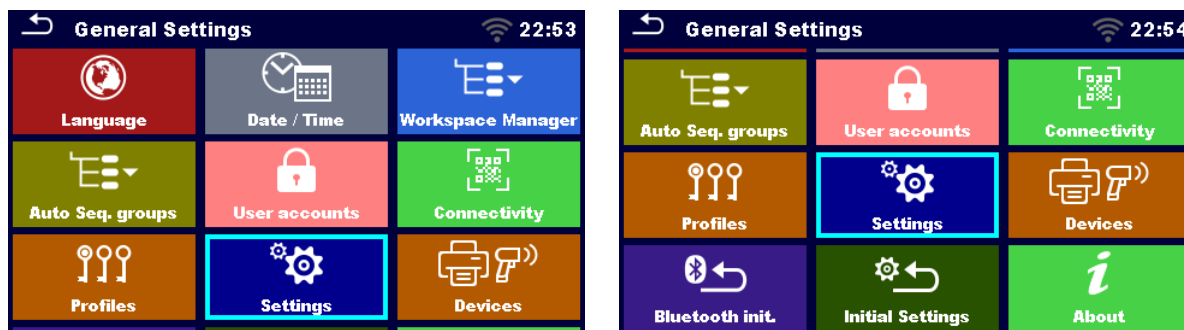 General Settings 22:53
Language Date / Time Workspace Manager
Auto Seq. groups User accounts Connectivity
Profiles Settings Devices
General Settings 22:54
Auto Seq. groups User accounts Connectivity
Profiles Settings Devices
Bluetooth init. Initial Settings About